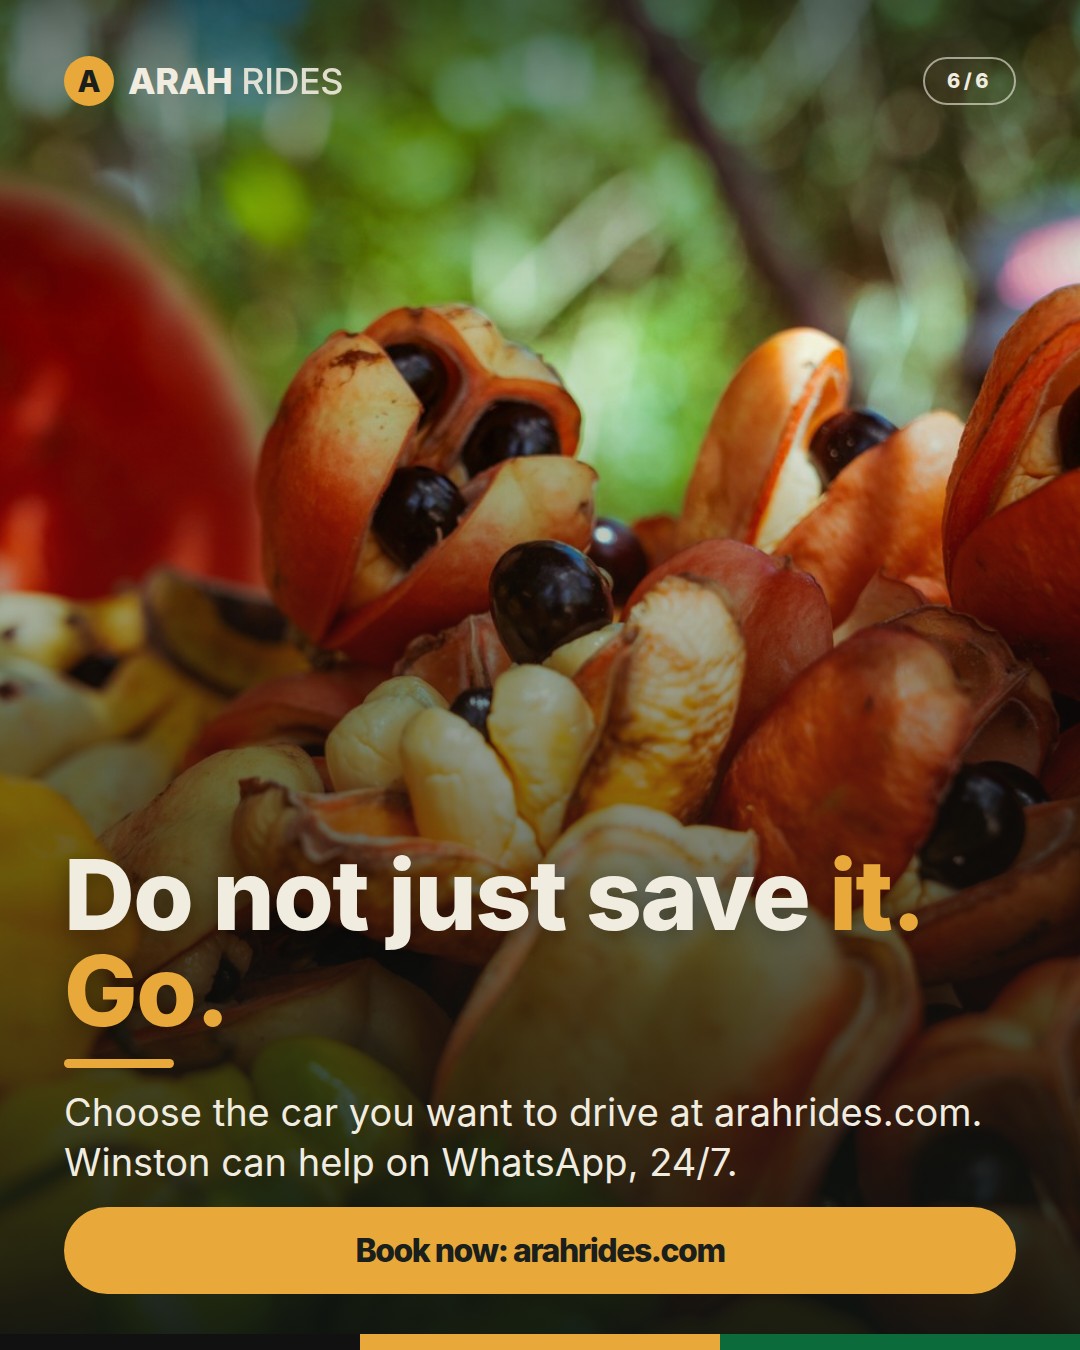 A ARAH RIDES
6/6
Do not just save it.
Go.
Choose the car you want to drive at arahrides.com.
Winston can help on WhatsApp, 24/7.
Book now: arahrides.com